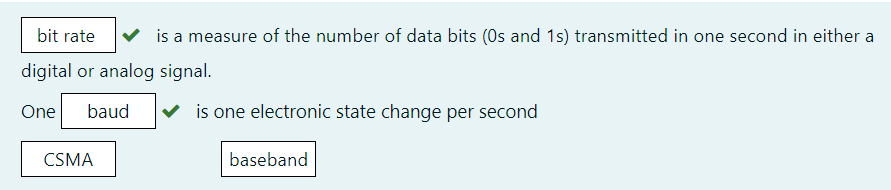 bit rate is a measure of the number of data bits (0s and 1s) transmitted in one second in either a
digital or analog signal.
One baud is one electronic state change per second
CSMA baseband